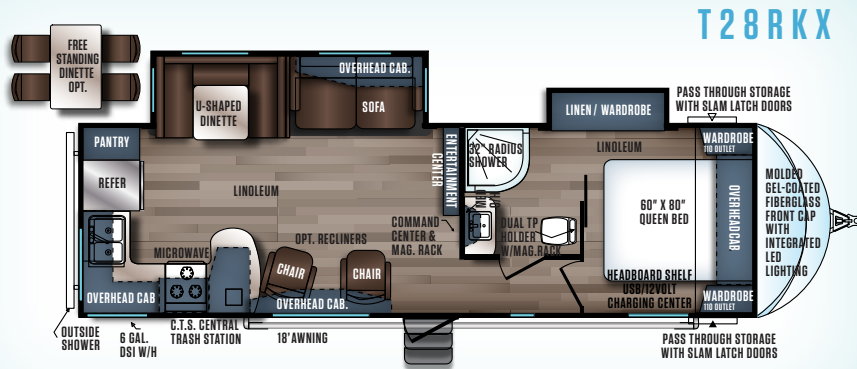 T28RKX
FREE
STANDING
DINETTE
OPT.
U-SHAPED
DINETTE
OVERHEAD CAB.
SOFA
PASS THROUGH STORAGE
WITH SLAM LATCH DOORS
LINEN / WARDROBE
PANTRY
REFER
LINOLEUM
ENTERTAINMENT
CENTER
32" RADIUS
SHOWER
LINOLEUM
WARDROBE
110 OUTLET
60" X 80"
QUEEN BED
OVERHEAD CAB
MOLDED
GEL-COATED
FIBERGLASS
FRONT CAP
WITH
INTEGRATED
LED
LIGHTING
COMMAND
CENTER &
MAG. RACK
DUAL TP
HOLDER
W/MAG.RACK
OPT. RECLINERS
MICROWAVE
CHAIR
CHAIR
OVERHEAD CAB
OVERHEAD CAB.
HEADBOARD SHELF
USB/12VOLT
CHARGING CENTER
WARDROBE
110 OUTLET
OUTSIDE
SHOWER
6 GAL.
DSI W/H
C.T.S. CENTRAL
TRASH STATION
18'AWNING
PASS THROUGH STORAGE
WITH SLAM LATCH DOORS